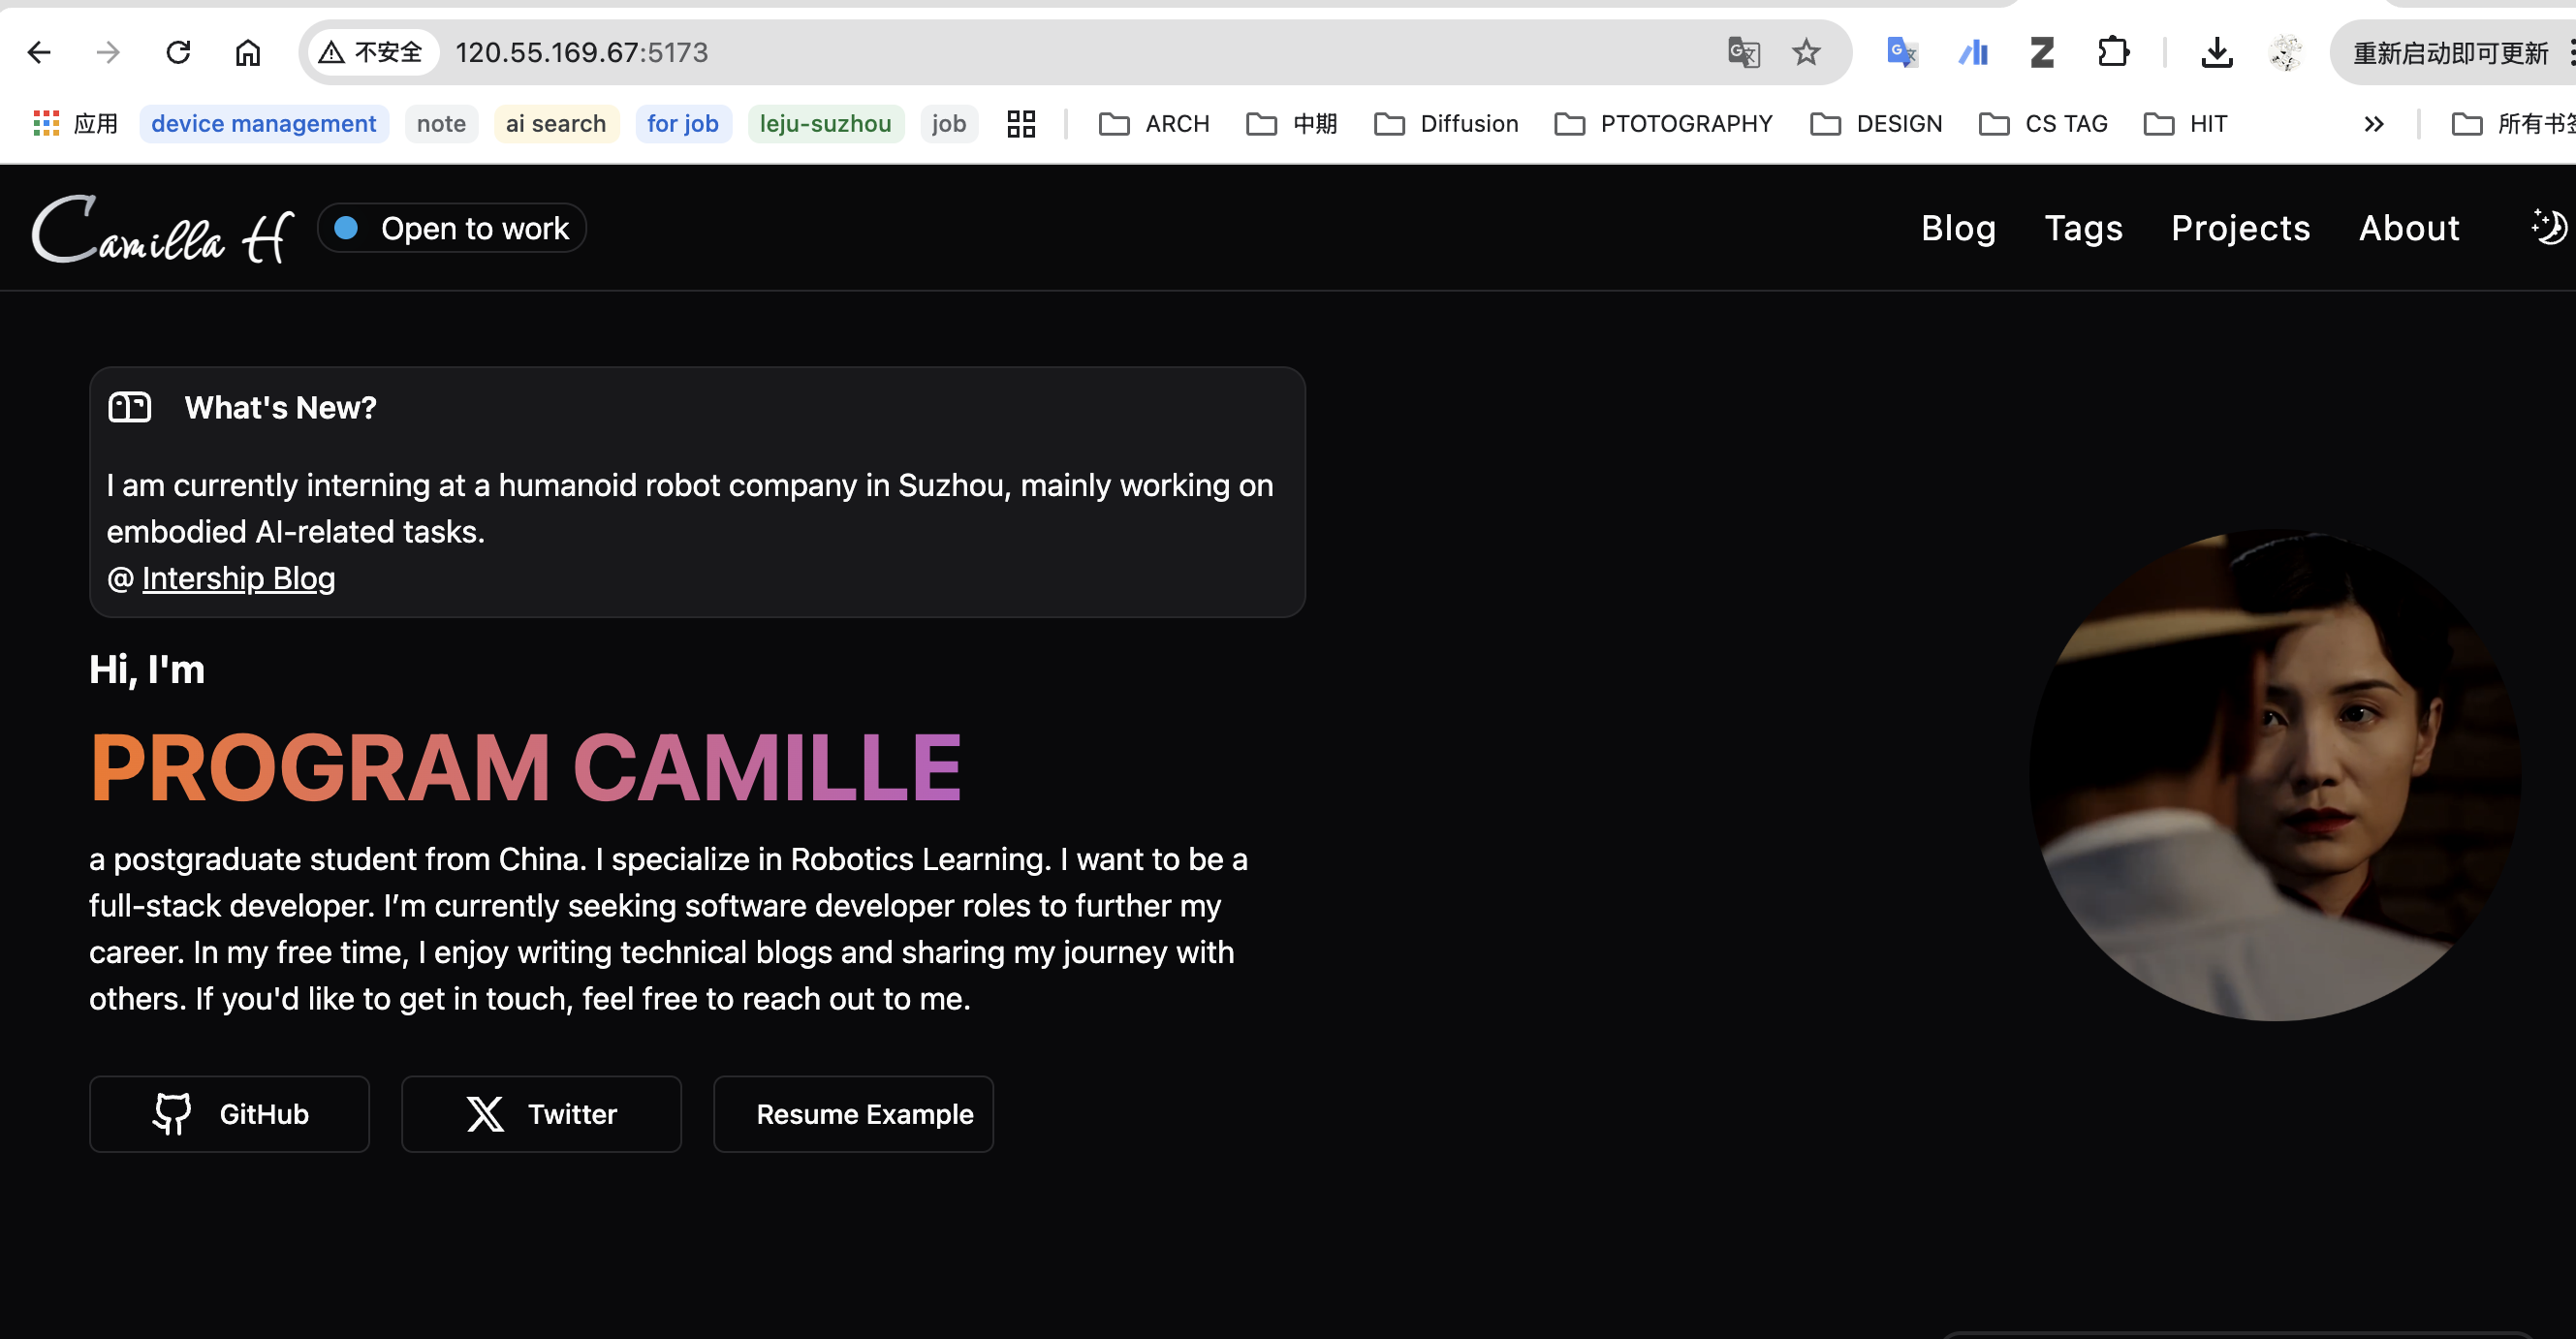 不安全 120.55.169.67:5173 重新启动即可更新
应用 device management note ai search for job leju-suzhou job ARCH 中期 Diffusion PTOTOGRAPHY DESIGN CS TAG HIT 所有书签
Camilla H Open to work Blog Tags Projects About
What's New?
I am currently interning at a humanoid robot company in Suzhou, mainly working on
embodied AI-related tasks.
@ Intership Blog
Hi, I'm
PROGRAM CAMILLE
a postgraduate student from China. I specialize in Robotics Learning. I want to be a
full-stack developer. I’m currently seeking software developer roles to further my
career. In my free time, I enjoy writing technical blogs and sharing my journey with
others. If you'd like to get in touch, feel free to reach out to me.
GitHub Twitter Resume Example